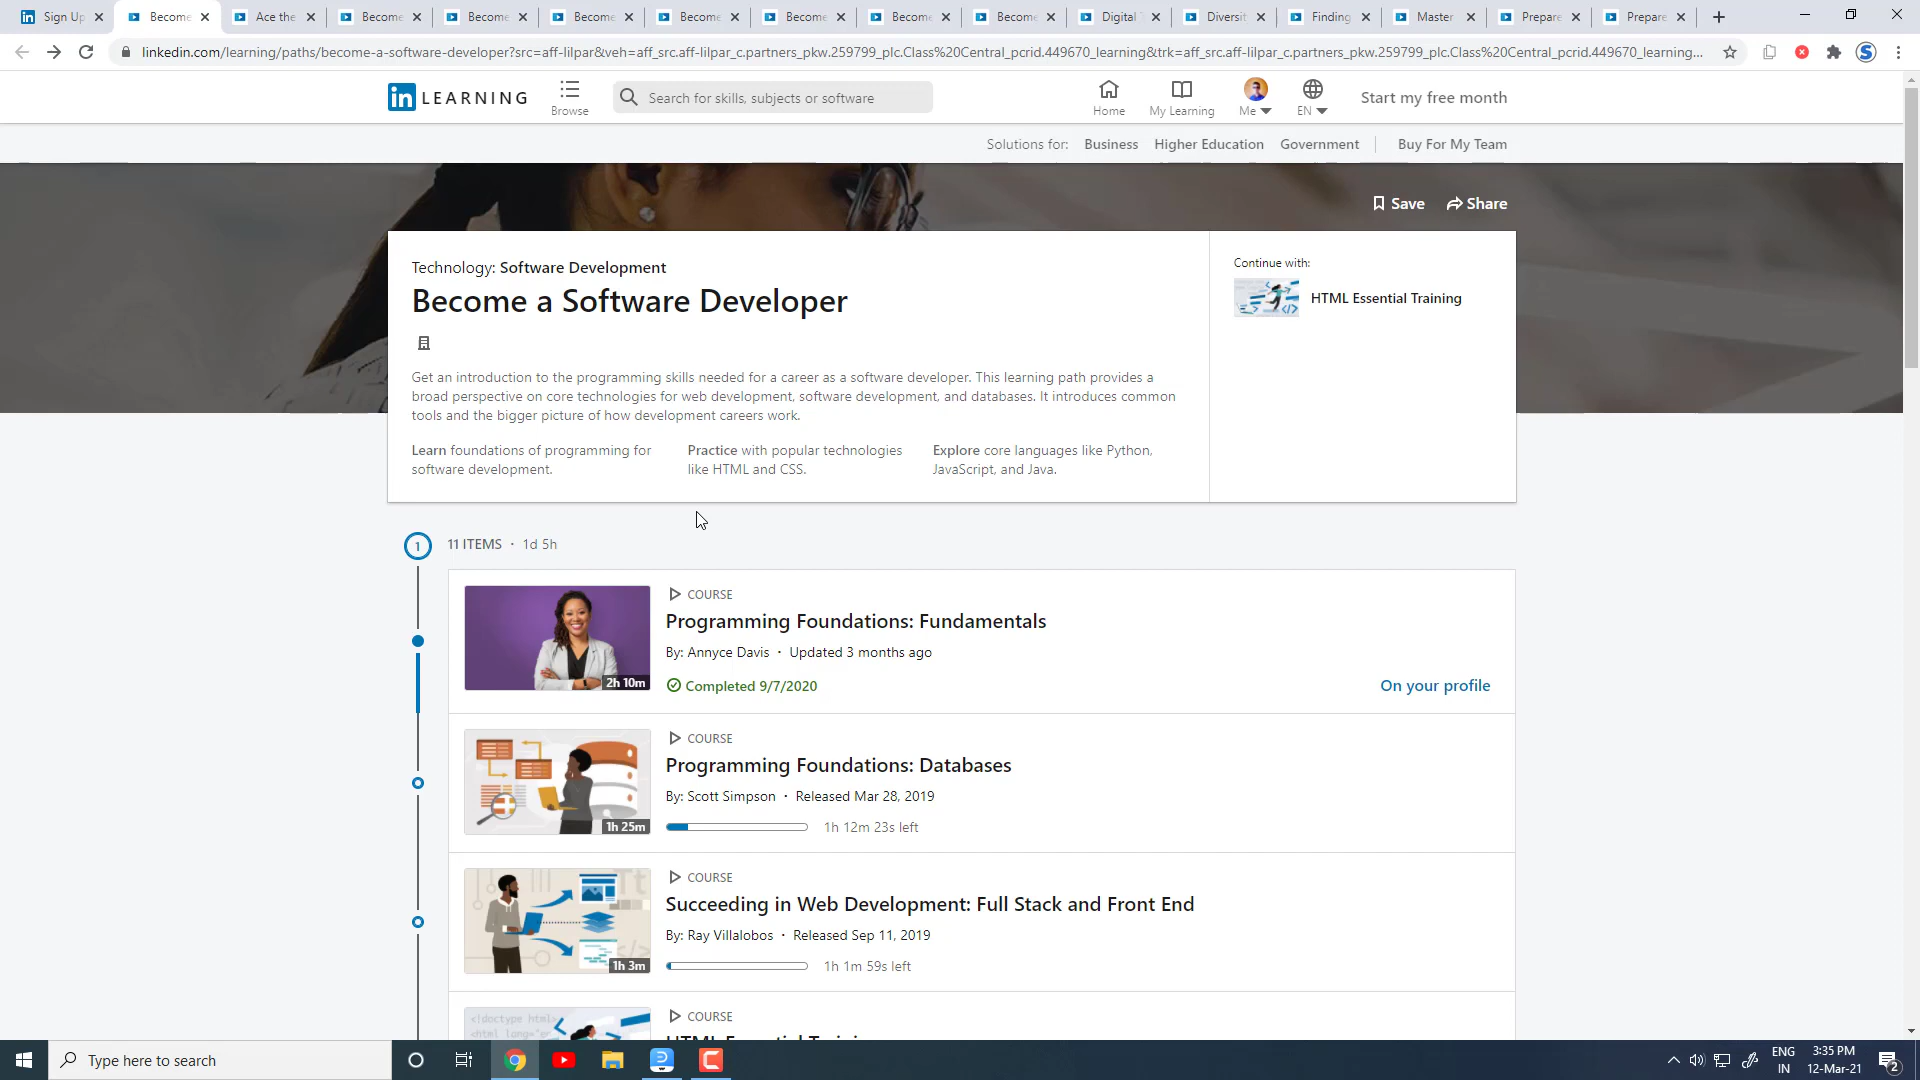 Sign Up
Become
Ace the
Become
Become
Become
Become
Become
Become
Become
Digital
Diversit
Finding
Master
Prepare
Prepare
linkedin.com/learning/paths/become-a-software-developer?src=aff-lilpar&veh=aff_src.aff-lilpar_c.partners_pkw.259799_plc.Class%20Central_pcrid.449670_learning&trk=aff_src.aff-lilpar_c.partners_pkw.259799_plc.Class%20Central_pcrid.449670_learning...
in LEARNING
Browse
Search for skills, subjects or software
Home
My Learning
Me
EN
Start my free month
Solutions for: Business Higher Education Government Buy For My Team
Save Share
Technology: Software Development
Become a Software Developer
Get an introduction to the programming skills needed for a career as a software developer. This learning path provides a
broad perspective on core technologies for web development, software development, and databases. It introduces common
tools and the bigger picture of how development careers work.
Learn foundations of programming for
software development.
Practice with popular technologies
like HTML and CSS.
Explore core languages like Python,
JavaScript, and Java.
Continue with:
HTML Essential Training
1 11 ITEMS · 1d 5h
COURSE
Programming Foundations: Fundamentals
By: Annyce Davis · Updated 3 months ago
Completed 9/7/2020
On your profile
2h 10m
COURSE
Programming Foundations: Databases
By: Scott Simpson · Released Mar 28, 2019
1h 12m 23s left
1h 25m
COURSE
Succeeding in Web Development: Full Stack and Front End
By: Ray Villalobos · Released Sep 11, 2019
1h 1m 59s left
1h 3m
COURSE
<!doctype html>
HTML Essential Training
Type here to search
ENG
IN
3:35 PM
12-Mar-21
2